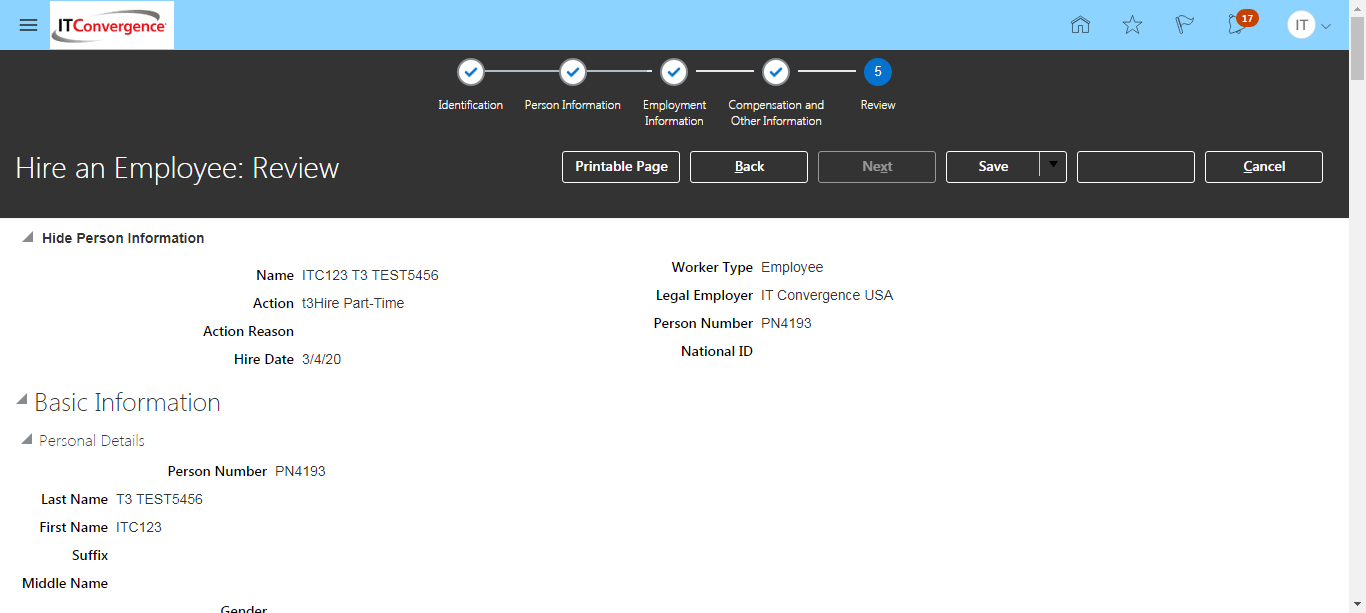 ITConvergence
17
IT
5
Identification
Person Information
Employment
Information
Compensation and
Other Information
Review
Hire an Employee: Review
Printable Page
Back
Next
Save
Cancel
Hide Person Information
Name ITC123 T3 TEST5456
Action t3Hire Part-Time
Action Reason
Hire Date 3/4/20
Worker Type Employee
Legal Employer IT Convergence USA
Person Number PN4193
National ID
Basic Information
Personal Details
Person Number PN4193
Last Name T3 TEST5456
First Name ITC123
Suffix
Middle Name
Gender